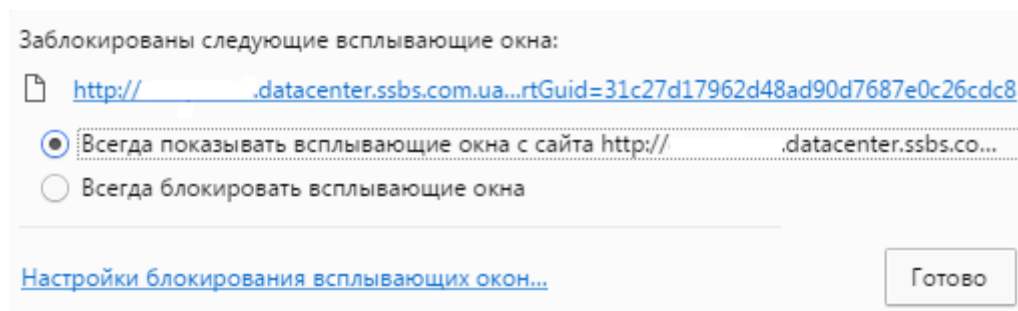 Заблокированы следующие всплывающие окна:
http:// .datacenter.ssbs.com.ua...rtGuid=31c27d17962d48ad90d7687e0c26cdc8
Всегда показывать всплывающие окна с сайта http:// .datacenter.ssbs.co...
Всегда блокировать всплывающие окна
Настройки блокирования всплывающих окон...
Готово